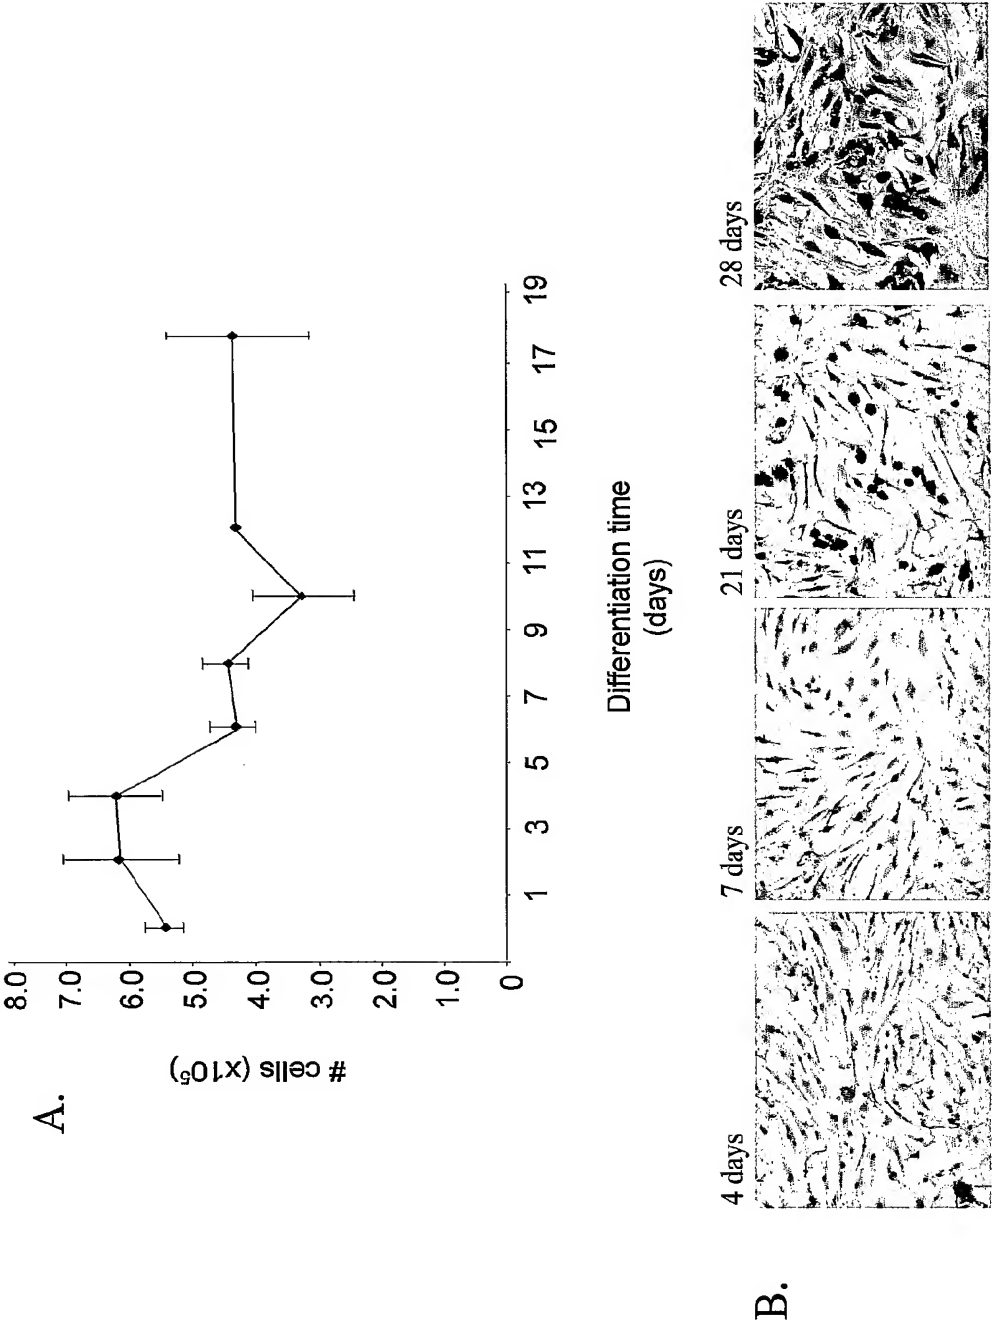 A.
# cells (x10⁵)
8.0
7.0
6.0
5.0
4.0
3.0
2.0
1.0
0
1 3 5 7 9 11 13 15 17 19
Differentiation time
(days)
B.
4 days 7 days 21 days 28 days